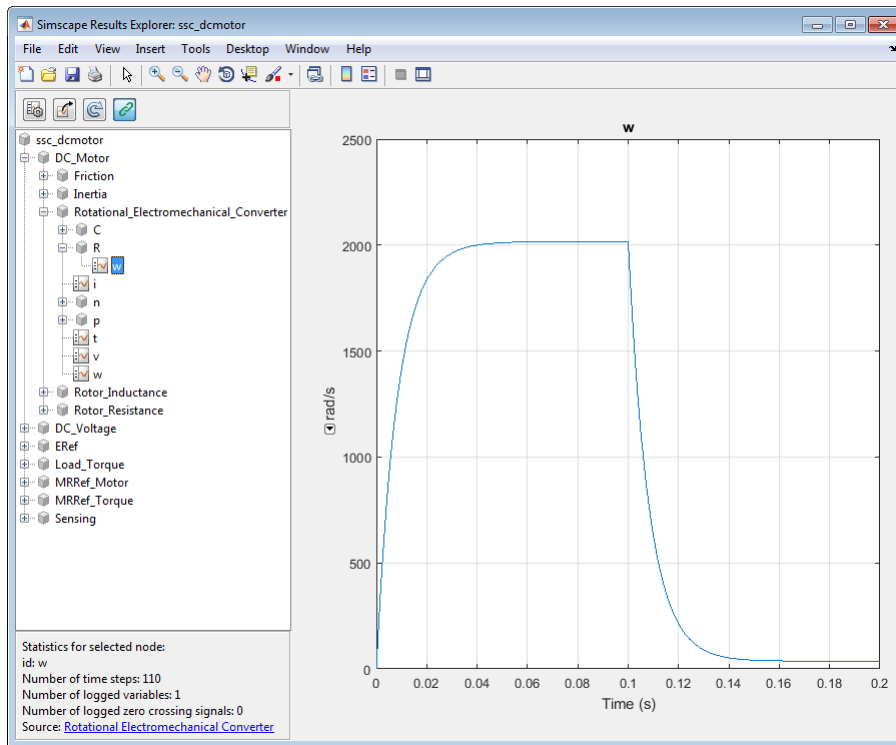 Simscape Results Explorer: ssc_dcmotor
File Edit View Insert Tools Desktop Window Help
ssc_dcmotor
DC_Motor
Friction
Inertia
Rotational_Electromechanical_Converter
C
R
w
i
n
p
t
v
w
Rotor_Inductance
Rotor_Resistance
DC_Voltage
ERef
Load_Torque
MRRef_Motor
MRRef_Torque
Sensing
Statistics for selected node:
id: w
Number of time steps: 110
Number of logged variables: 1
Number of logged zero crossing signals: 0
Source: Rotational Electromechanical Converter
w
2500
2000
1500
1000
500
0
rad/s
0 0.02 0.04 0.06 0.08 0.1 0.12 0.14 0.16 0.18 0.2
Time (s)